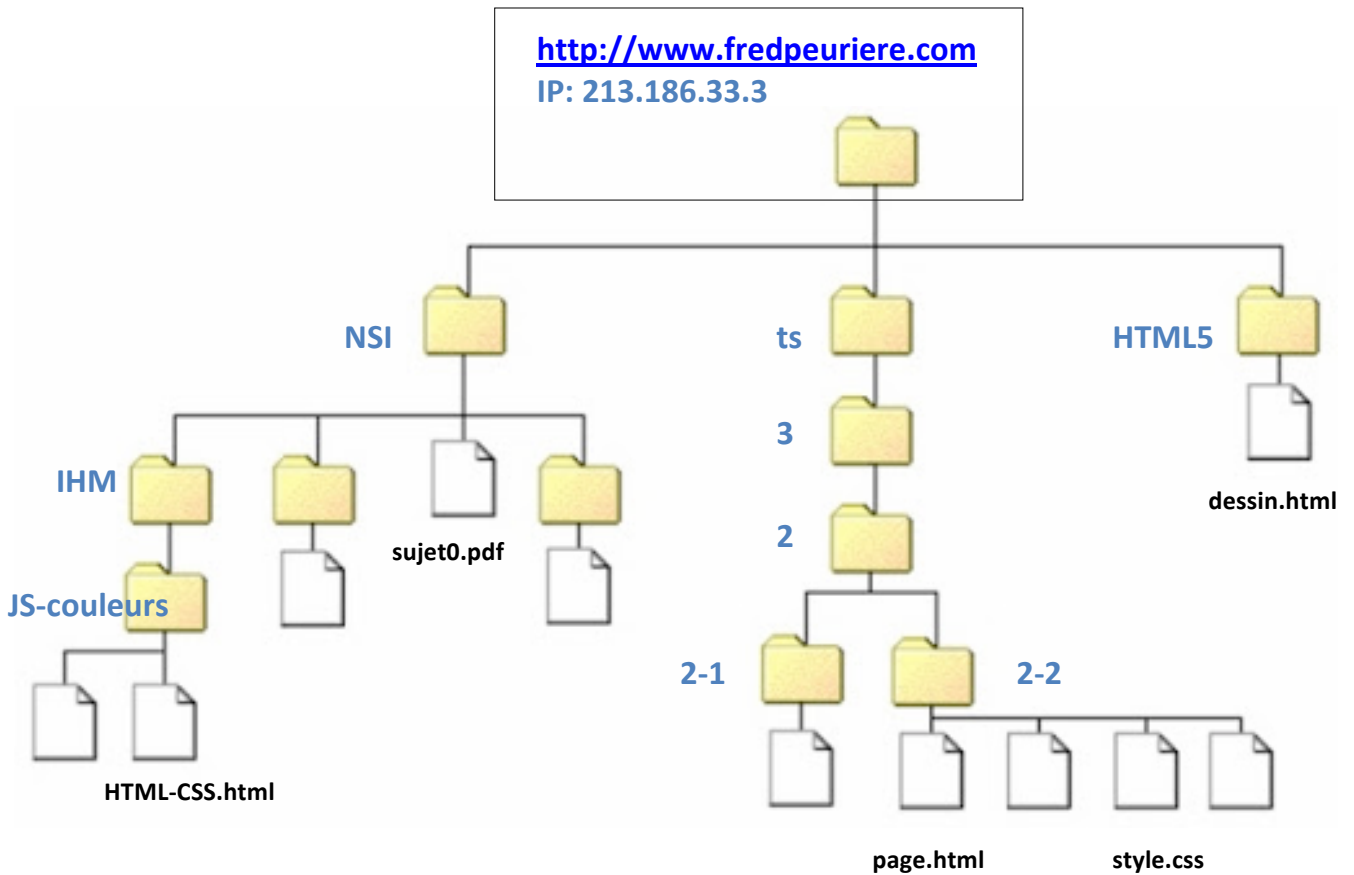 http://www.fredpeuriere.com
IP: 213.186.33.3
NSI
ts
HTML5
3
IHM
dessin.html
2
sujet0.pdf
JS-couleurs
2-1
2-2
HTML-CSS.html
page.html
style.css